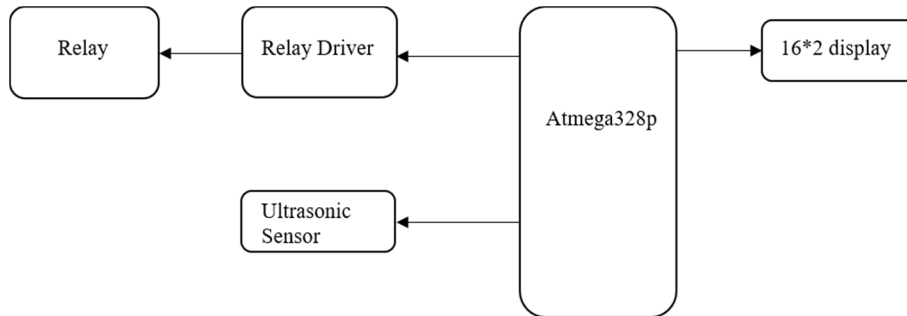 Relay
Relay Driver
16*2 display
Atmega328p
Ultrasonic
Sensor